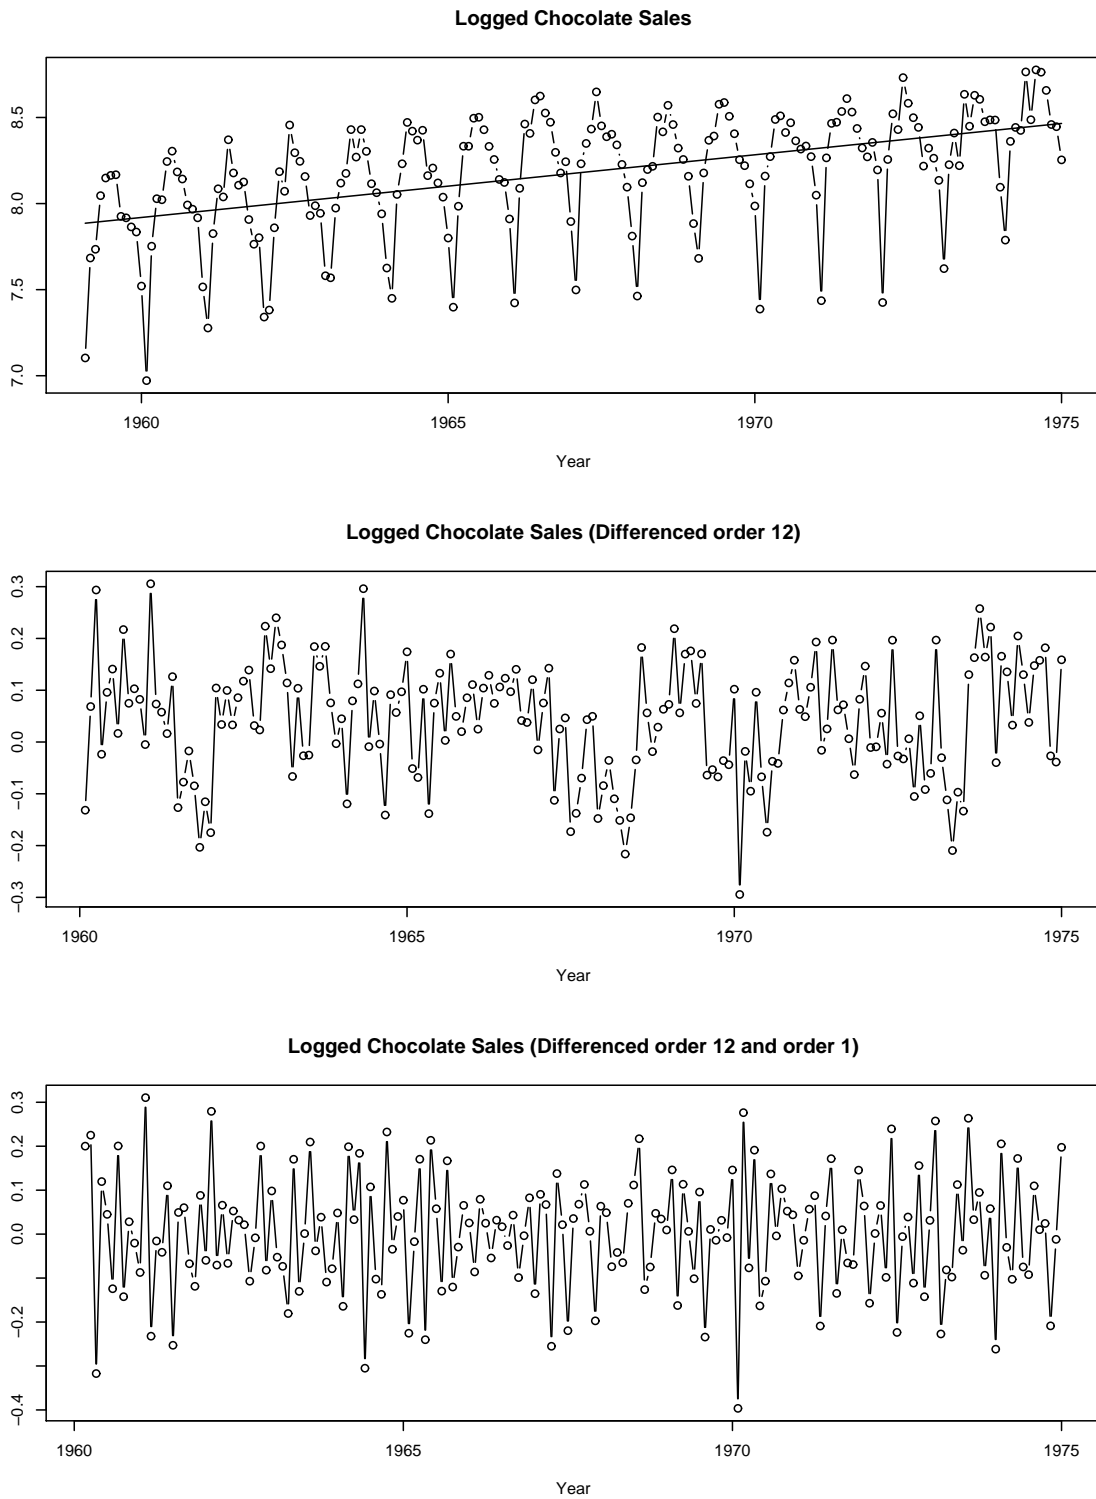 Logged Chocolate Sales
8.5
8.0
7.5
7.0
1960 1965 1970 1975
Year
Logged Chocolate Sales (Differenced order 12)
0.3
0.2
0.1
0.0
−0.1
−0.2
−0.3
1960 1965 1970 1975
Year
Logged Chocolate Sales (Differenced order 12 and order 1)
0.3
0.2
0.1
0.0
−0.2
−0.4
1960 1965 1970 1975
Year